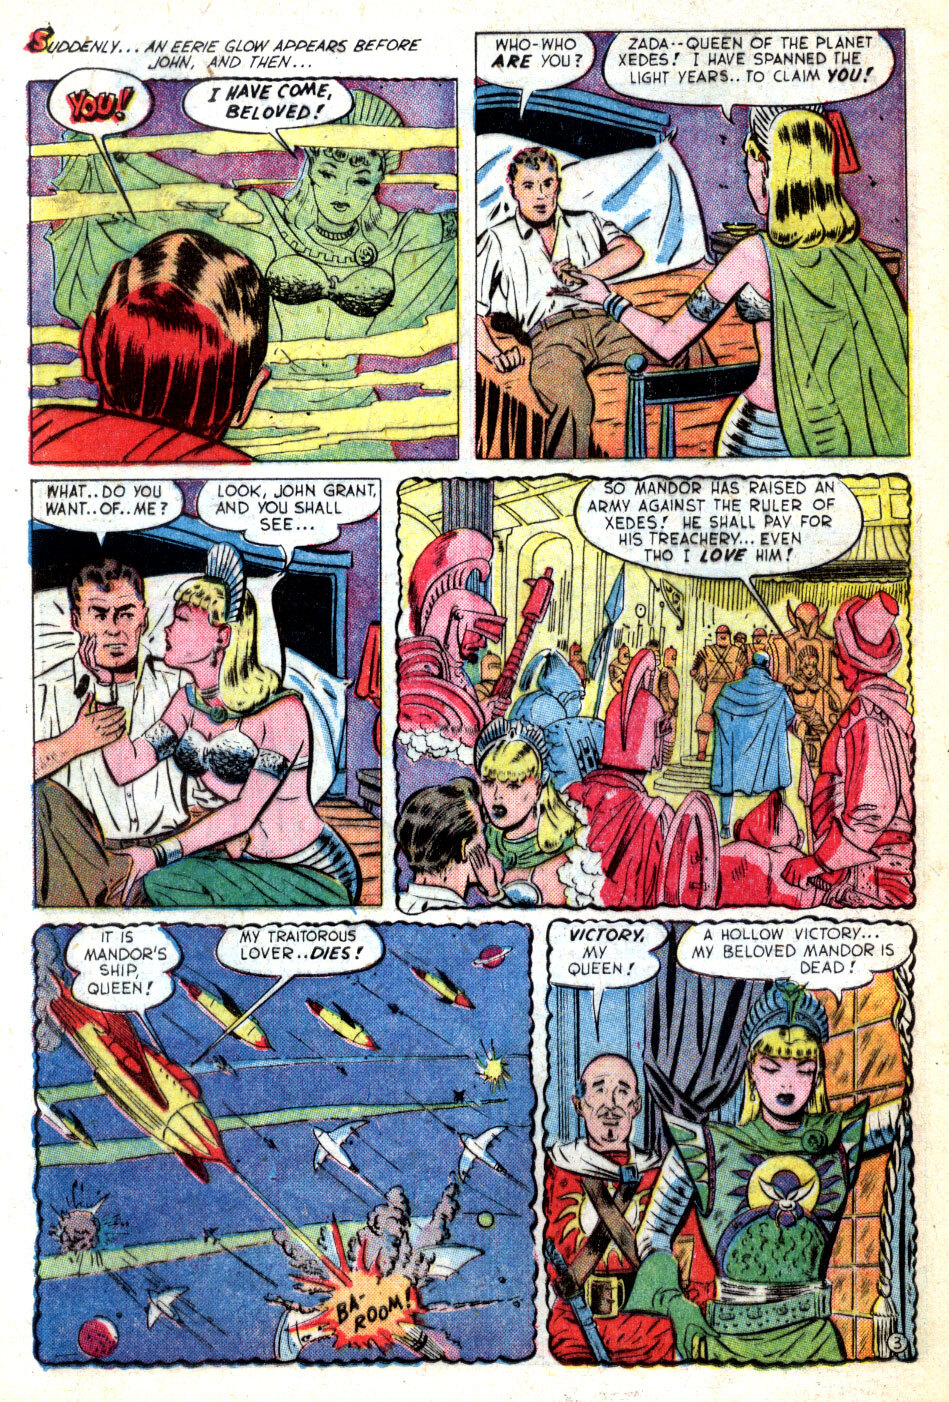 SUDDENLY... AN EERIE GLOW APPEARS BEFORE
JOHN, AND THEN...
YOU!
I HAVE COME,
BELOVED!
WHO-WHO
ARE YOU?
ZADA--QUEEN OF THE PLANET
XEDES! I HAVE SPANNED THE
LIGHT YEARS.. TO CLAIM YOU!
WHAT..DO YOU
WANT..OF..ME?
LOOK, JOHN GRANT,
AND YOU SHALL
SEE...
SO MANDOR HAS RAISED AN
ARMY AGAINST THE RULER OF
XEDES! HE SHALL PAY FOR
HIS TREACHERY...EVEN
THO I LOVE HIM!
IT IS
MANDOR'S
SHIP,
QUEEN!
MY TRAITOROUS
LOVER..DIES!
BA-
ROOM!
VICTORY,
MY
QUEEN!
A HOLLOW VICTORY...
MY BELOVED MANDOR IS
DEAD!
3